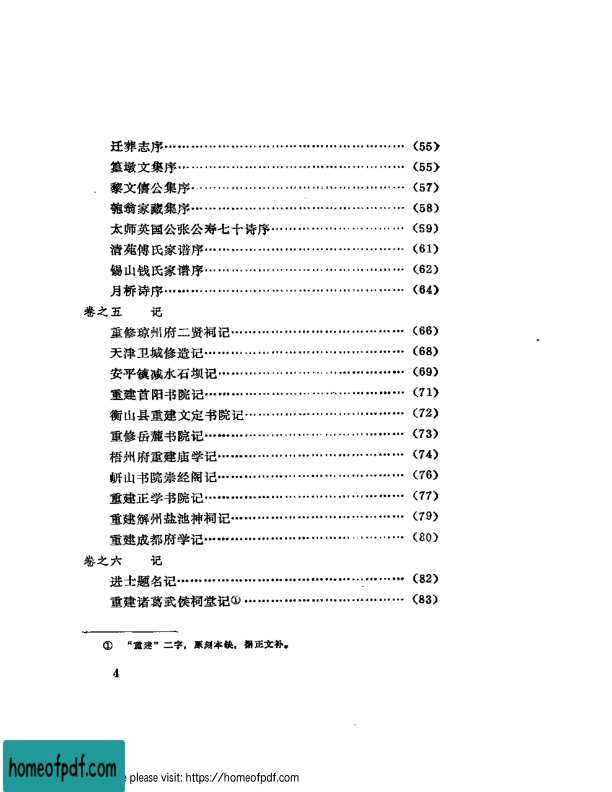 迁葬志序……………………………………………(55)
篁墩文集序…………………………………………(55)
黎文僖公集序………………………………………(57)
匏翁家藏集序………………………………………(58)
太师英国公张公寿七十诗序………………………(59)
清苑傅氏家谱序……………………………………(61)
锡山钱氏家谱序……………………………………(62)
月桥诗序……………………………………………(64)
卷之五 记
重修琼州府二贤祠记………………………………(66)
天津卫城修造记……………………………………(68)
安平镇减水石坝记…………………………………(69)
重建首阳书院记……………………………………(71)
衡山县重建文定书院记……………………………(72)
重修岳麓书院记……………………………………(73)
梧州府重建庙学记…………………………………(74)
岍山书院崇经阁记…………………………………(76)
重建正学书院记……………………………………(77)
重建解州盐池神祠记………………………………(79)
重建成都府学记……………………………………(80)
卷之六 记
进士题名记…………………………………………(82)
重建诸葛武侯祠堂记①……………………………(83)
① “重建”二字,原刻本缺,据正文补。
4
homeofpdf.com
please visit: https://homeofpdf.com